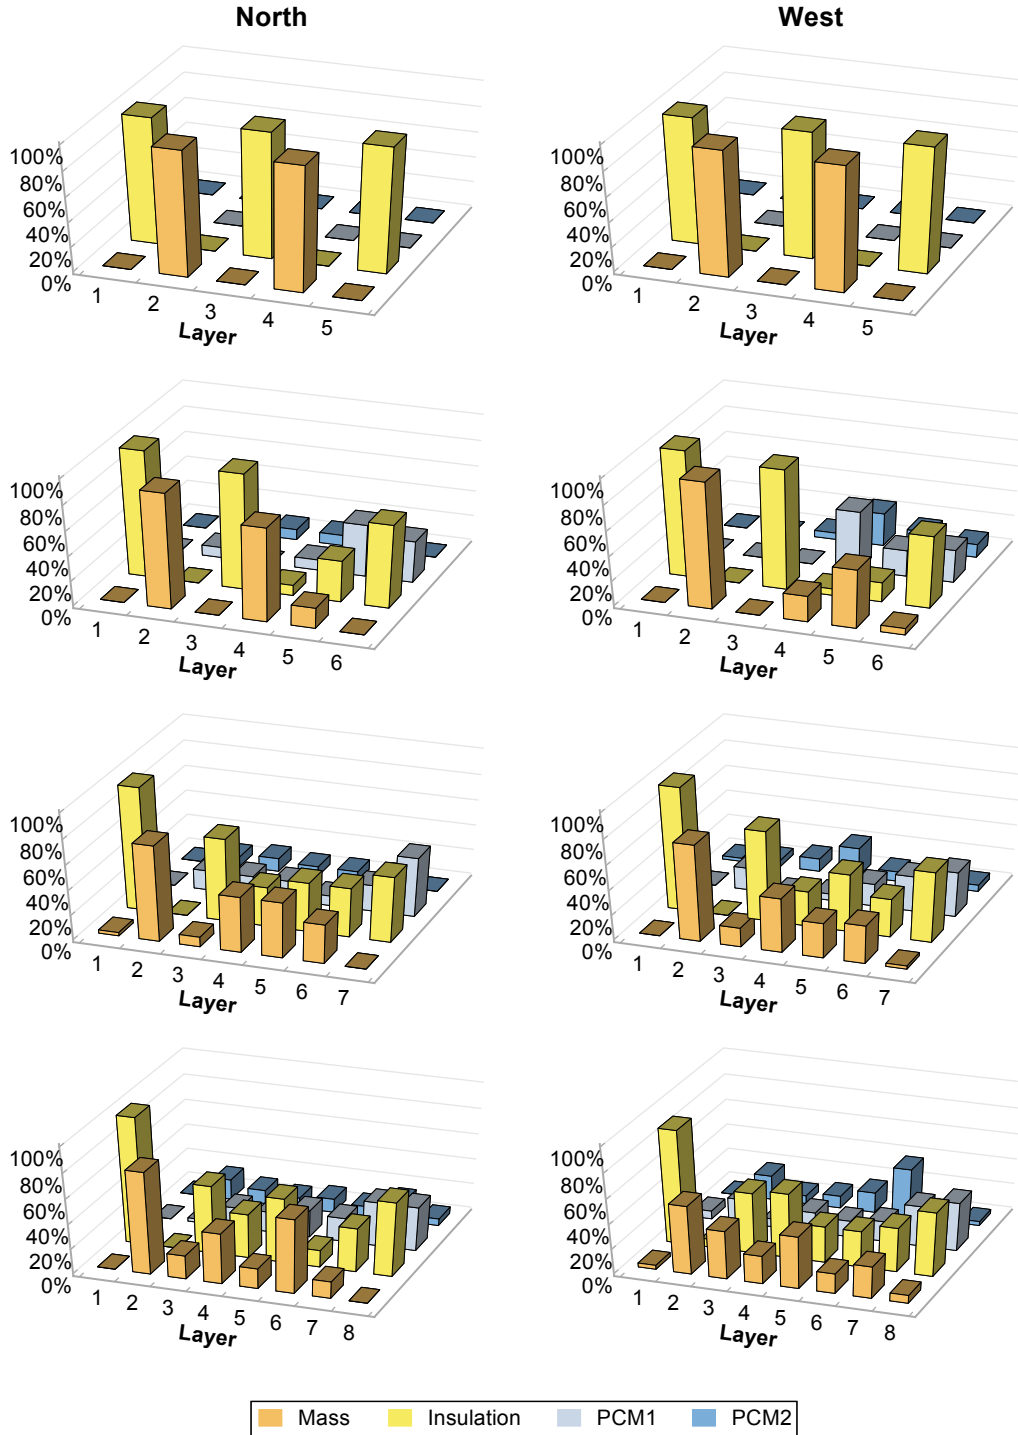 North West
100% 100%
80% 80%
60% 60%
40% 40%
20% 20%
0% 0%
1 2 3 4 5 1 2 3 4 5
Layer Layer
100% 100%
80% 80%
60% 60%
40% 40%
20% 20%
0% 0%
1 2 3 4 5 6 1 2 3 4 5 6
Layer Layer
100% 100%
80% 80%
60% 60%
40% 40%
20% 20%
0% 0%
1 2 3 4 5 6 7 1 2 3 4 5 6 7
Layer Layer
100% 100%
80% 80%
60% 60%
40% 40%
20% 20%
0% 0%
1 2 3 4 5 6 7 8 1 2 3 4 5 6 7 8
Layer Layer
Mass Insulation PCM1 PCM2